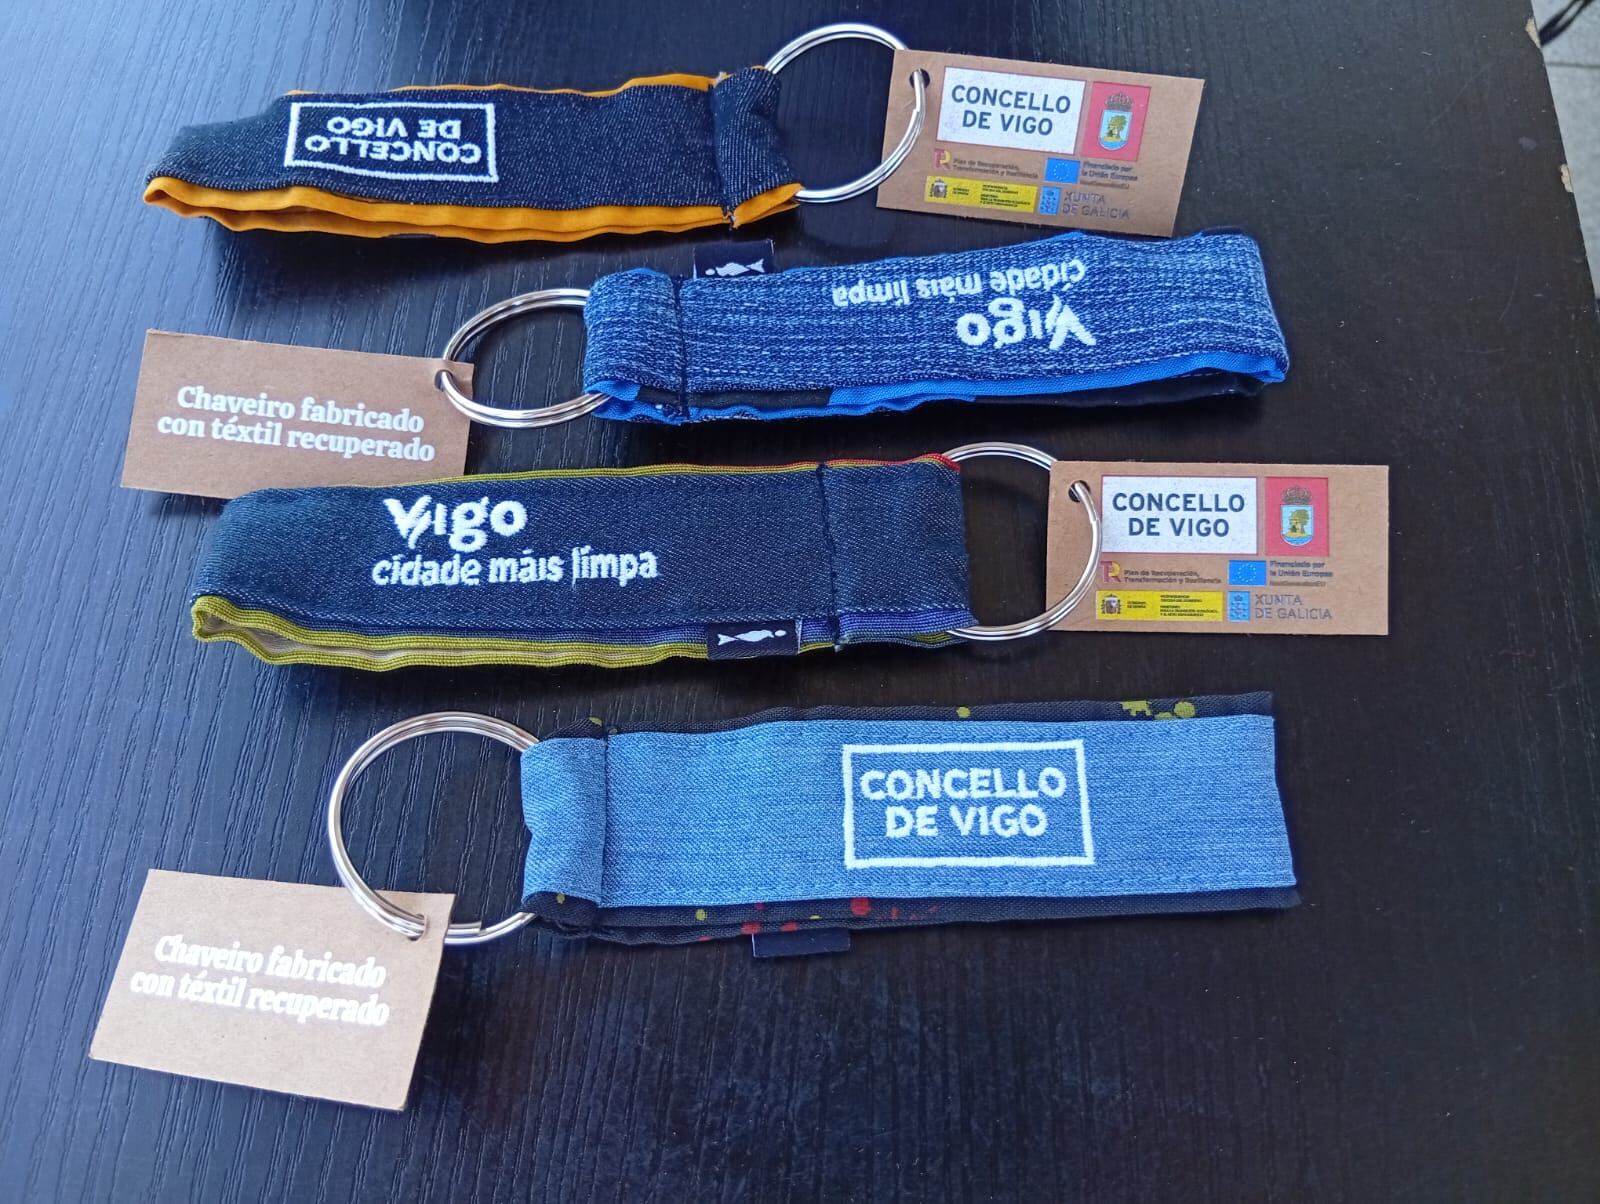 CONCELLO
DE VIGO
CONCELLO
DE VIGO
Plan de Recuperación,
Transformación y Resiliencia
Financiado por
la Unión Europea
NextGenerationEU
XUNTA
DE GALICIA
Vigo
cidade máis limpa
Chaveiro fabricado
con téxtil recuperado
Vigo
cidade máis limpa
CONCELLO
DE VIGO
Plan de Recuperación,
Transformación y Resiliencia
Financiado por
la Unión Europea
NextGenerationEU
XUNTA
DE GALICIA
CONCELLO
DE VIGO
Chaveiro fabricado
con téxtil recuperado